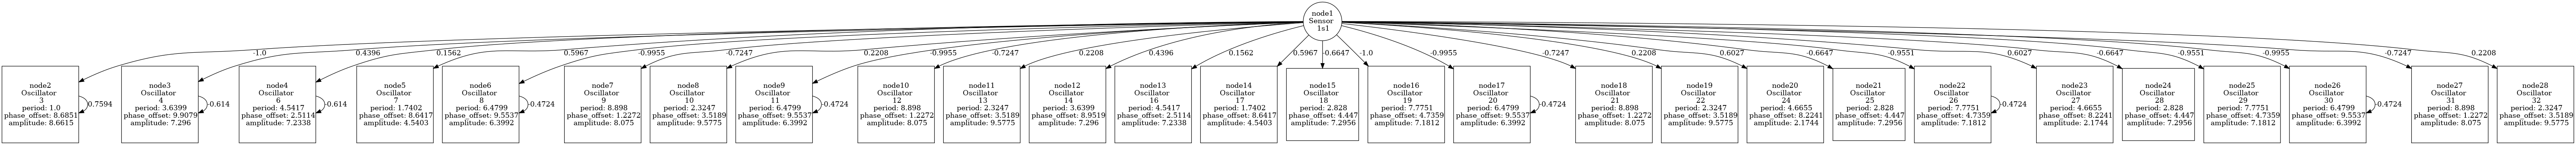 node1
Sensor
1s1
-1.0
0.4396
0.1562
0.5967
-0.9955
-0.7247
0.2208
-0.9955
-0.7247
0.2208
0.4396
0.1562
0.5967
-0.6647
-1.0
-0.9955
-0.7247
0.2208
0.6027
-0.6647
-0.9551
0.6027
-0.6647
-0.9551
-0.9955
-0.7247
0.2208
node2
Oscillator
3
period: 1.0
phase_offset: 8.6851
amplitude: 8.6615
0.7594
node3
Oscillator
4
period: 3.6399
phase_offset: 9.9079
amplitude: 7.296
-0.614
node4
Oscillator
6
period: 4.5417
phase_offset: 2.5114
amplitude: 7.2338
-0.614
node5
Oscillator
7
period: 1.7402
phase_offset: 8.6417
amplitude: 4.5403
node6
Oscillator
8
period: 6.4799
phase_offset: 9.5537
amplitude: 6.3992
-0.4724
node7
Oscillator
9
period: 8.898
phase_offset: 1.2272
amplitude: 8.075
node8
Oscillator
10
period: 2.3247
phase_offset: 3.5189
amplitude: 9.5775
node9
Oscillator
11
period: 6.4799
phase_offset: 9.5537
amplitude: 6.3992
-0.4724
node10
Oscillator
12
period: 8.898
phase_offset: 1.2272
amplitude: 8.075
node11
Oscillator
13
period: 2.3247
phase_offset: 3.5189
amplitude: 9.5775
node12
Oscillator
14
period: 3.6399
phase_offset: 8.9519
amplitude: 7.296
node13
Oscillator
16
period: 4.5417
phase_offset: 2.5114
amplitude: 7.2338
node14
Oscillator
17
period: 1.7402
phase_offset: 8.6417
amplitude: 4.5403
node15
Oscillator
18
period: 2.828
phase_offset: 4.447
amplitude: 7.2956
node16
Oscillator
19
period: 7.7751
phase_offset: 4.7359
amplitude: 7.1812
node17
Oscillator
20
period: 6.4799
phase_offset: 9.5537
amplitude: 6.3992
-0.4724
node18
Oscillator
21
period: 8.898
phase_offset: 1.2272
amplitude: 8.075
node19
Oscillator
22
period: 2.3247
phase_offset: 3.5189
amplitude: 9.5775
node20
Oscillator
24
period: 4.6655
phase_offset: 8.2241
amplitude: 2.1744
node21
Oscillator
25
period: 2.828
phase_offset: 4.447
amplitude: 7.2956
node22
Oscillator
26
period: 7.7751
phase_offset: 4.7359
amplitude: 7.1812
-0.4724
node23
Oscillator
27
period: 4.6655
phase_offset: 8.2241
amplitude: 2.1744
node24
Oscillator
28
period: 2.828
phase_offset: 4.447
amplitude: 7.2956
node25
Oscillator
29
period: 7.7751
phase_offset: 4.7359
amplitude: 7.1812
node26
Oscillator
30
period: 6.4799
phase_offset: 9.5537
amplitude: 6.3992
-0.4724
node27
Oscillator
31
period: 8.898
phase_offset: 1.2272
amplitude: 8.075
node28
Oscillator
32
period: 2.3247
phase_offset: 3.5189
amplitude: 9.5775